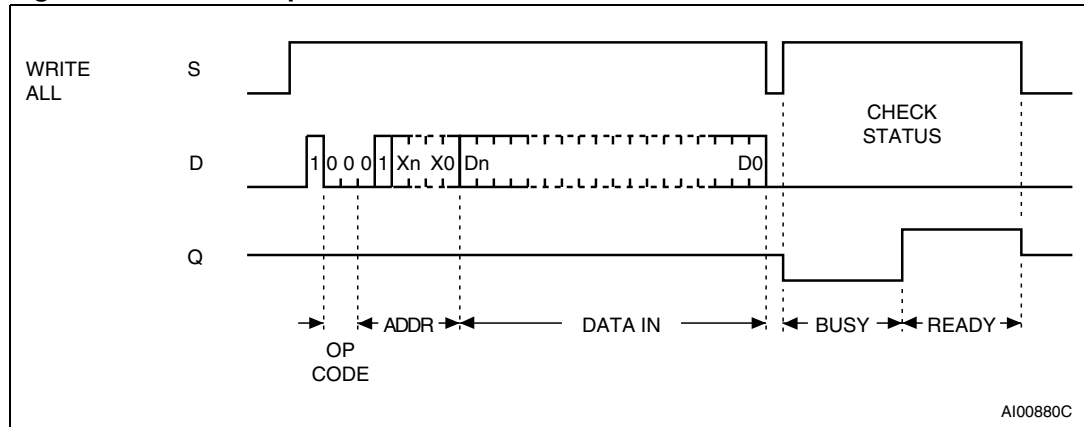 WRITE
ALL
S
CHECK
STATUS
D
1 0 0 0 1 Xn X0 Dn D0
Q
ADDR DATA IN BUSY READY
OP
CODE
AI00880C